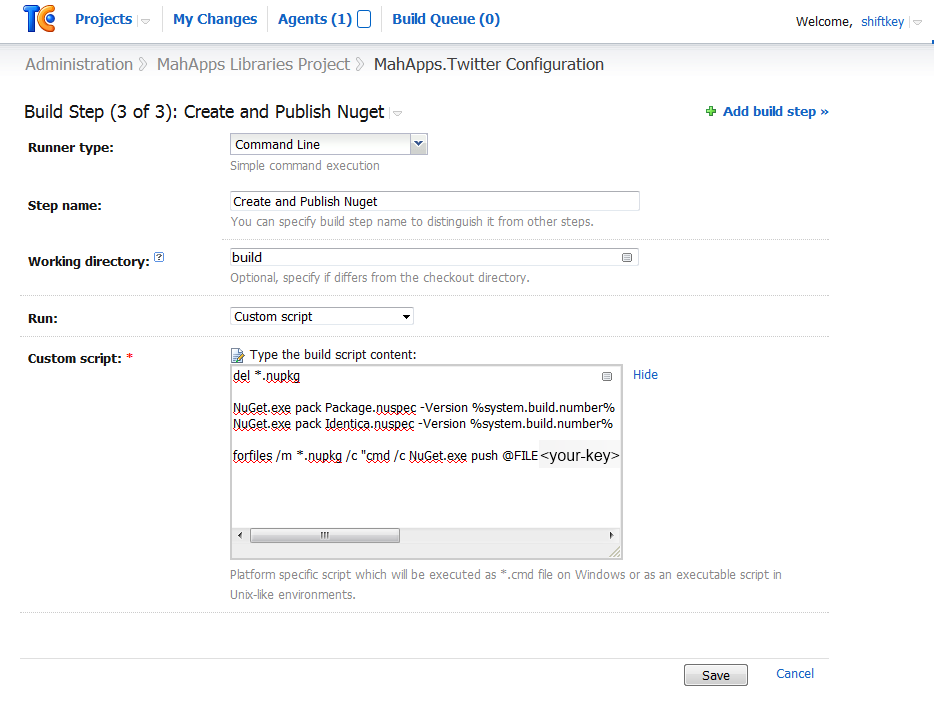 TC Projects My Changes Agents (1) Build Queue (0) Welcome, shiftkey
Administration MahApps Libraries Project MahApps.Twitter Configuration
Build Step (3 of 3): Create and Publish Nuget Add build step »
Runner type: Command Line
Simple command execution
Step name: Create and Publish Nuget
You can specify build step name to distinguish it from other steps.
Working directory: ? build
Optional, specify if differs from the checkout directory.
Run: Custom script
Custom script: * Type the build script content:
del *.nupkg Hide
NuGet.exe pack Package.nuspec -Version %system.build.number%
NuGet.exe pack Identica.nuspec -Version %system.build.number%
forfiles /m *.nupkg /c "cmd /c NuGet.exe push @FILE <your-key>
Platform specific script which will be executed as *.cmd file on Windows or as an executable script in
Unix-like environments.
Save Cancel